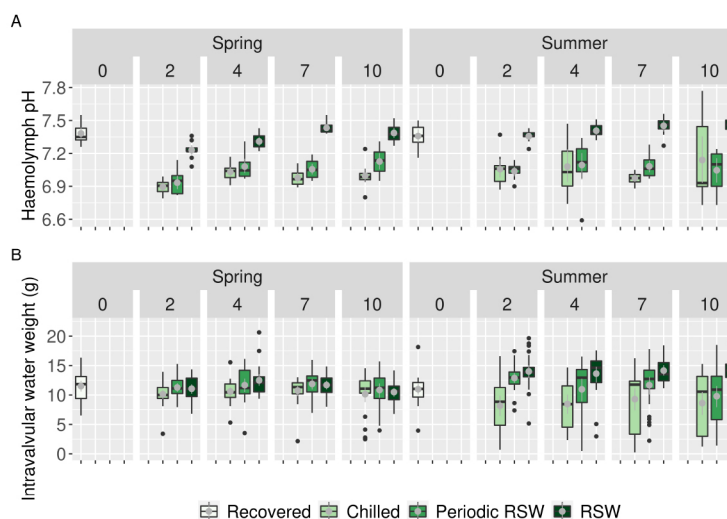 A
Spring Summer
0 2 4 7 10 0 2 4 7 10
Haemolymph pH
7.8
7.5
7.2
6.9
6.6
B
Spring Summer
0 2 4 7 10 0 2 4 7 10
Intravalvular water weight (g)
20
15
10
5
0
Recovered Chilled Periodic RSW RSW